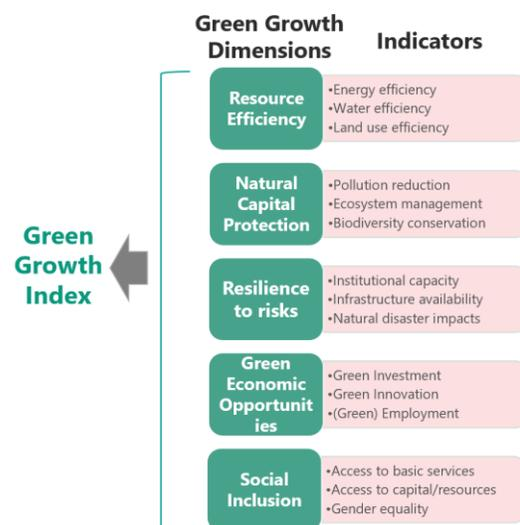 Green Growth
Dimensions
Indicators
Resource
Efficiency
•Energy efficiency
•Water efficiency
•Land use efficiency
Natural
Capital
Protection
•Pollution reduction
•Ecosystem management
•Biodiversity conservation
Green
Growth
Index
Resilience
to risks
•Institutional capacity
•Infrastructure availability
•Natural disaster impacts
Green
Economic
Opportunit
ies
•Green Investment
•Green Innovation
•(Green) Employment
Social
Inclusion
•Access to basic services
•Access to capital/resources
•Gender equality